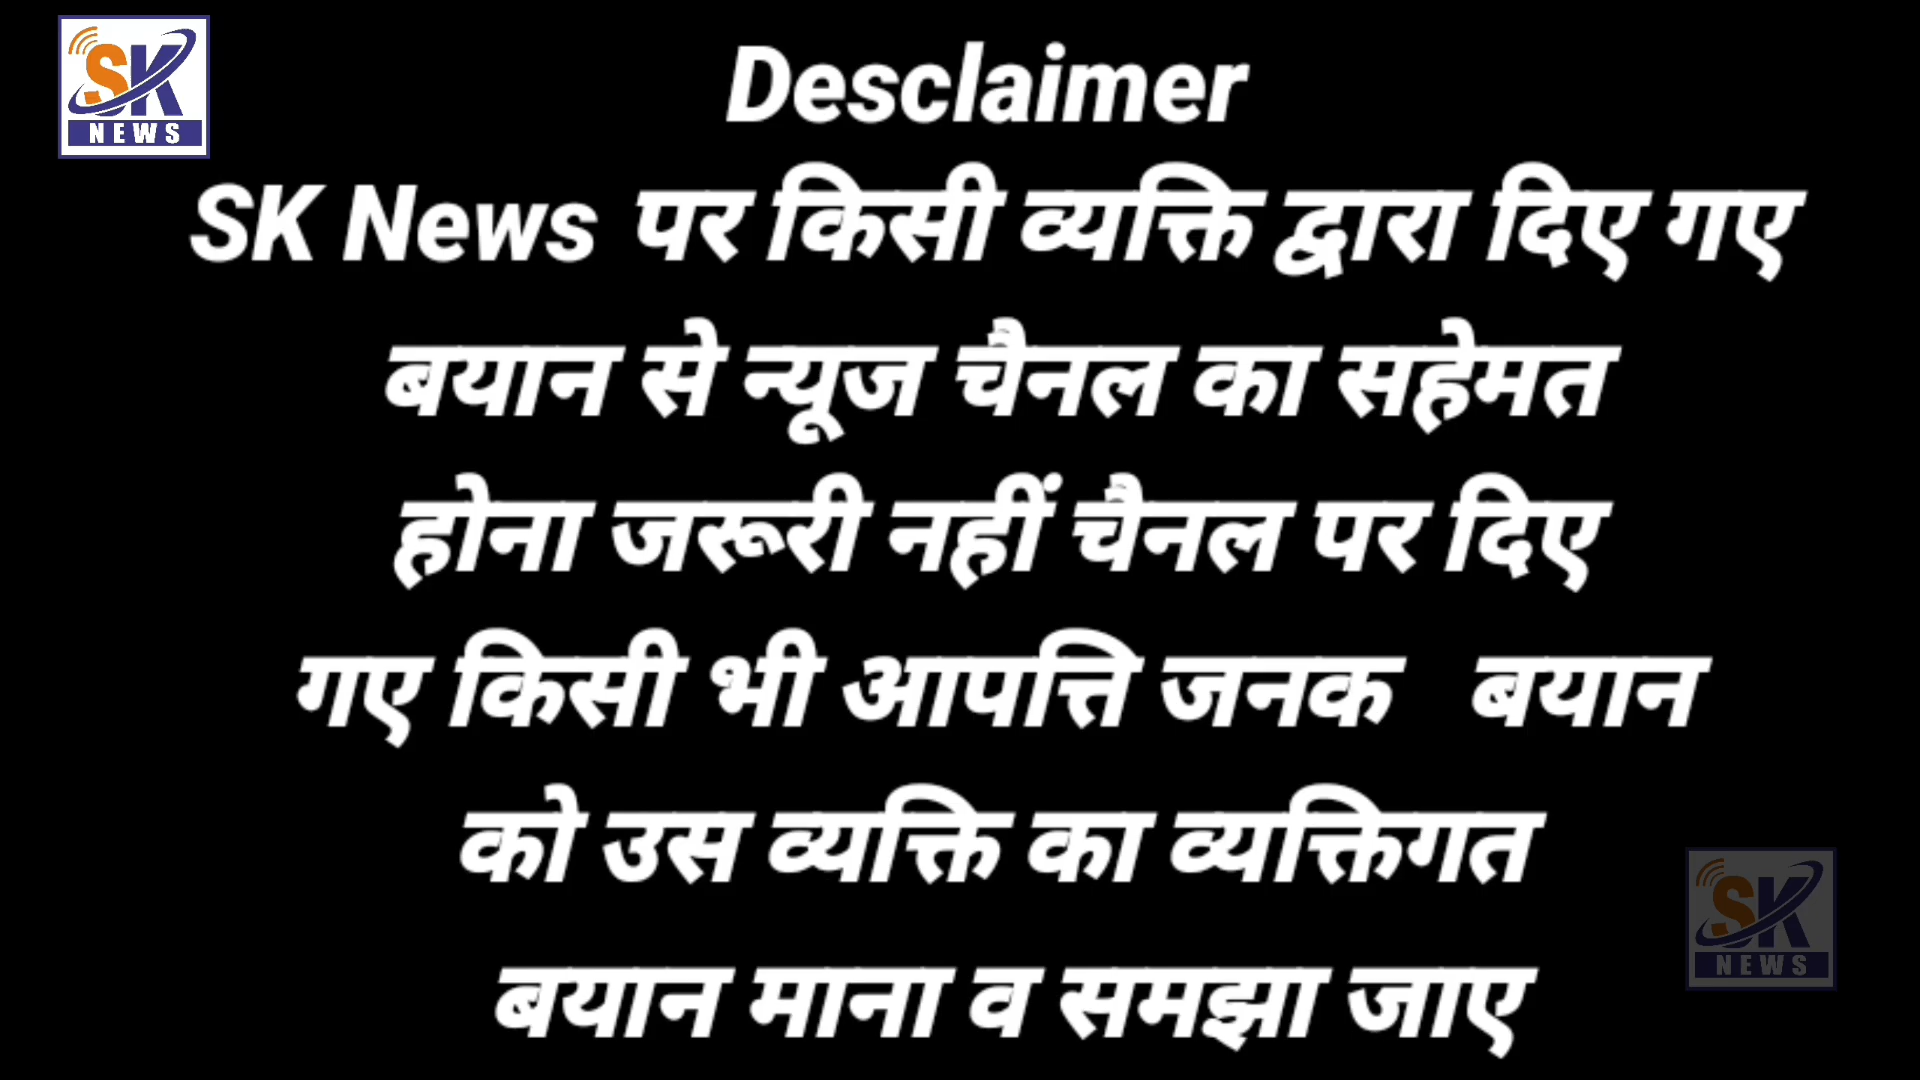 SK
NEWS
Desclaimer
SK News पर किसी व्यक्ति द्वारा दिए गए
बयान से न्यूज चैनल का सहेमत
होना जरूरी नहीं चैनल पर दिए
गए किसी भी आपत्ति जनक बयान
को उस व्यक्ति का व्यक्तिगत
बयान माना व समझा जाए
SK
NEWS